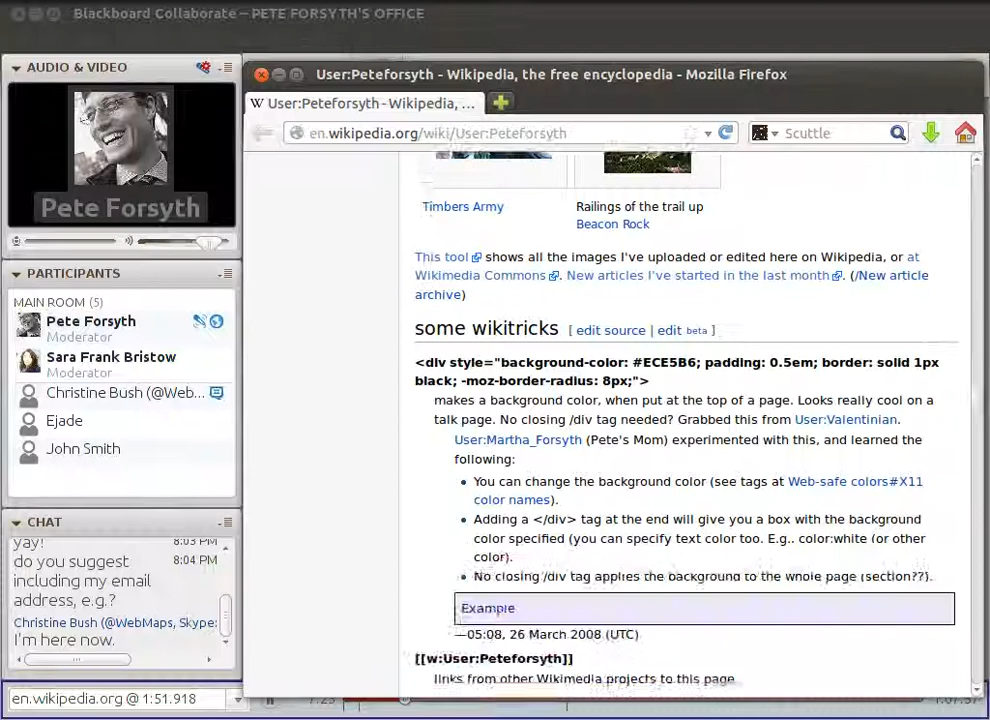 Blackboard Collaborate – PETE FORSYTH'S OFFICE
AUDIO & VIDEO
Pete Forsyth
PARTICIPANTS
MAIN ROOM (5)
Pete Forsyth
Moderator
Sara Frank Bristow
Moderator
Christine Bush (@Web...
Ejade
John Smith
CHAT
yay! 8:03 PM
do you suggest 8:04 PM
including my email
address, e.g.?
Christine Bush (@WebMaps, Skype:
I'm here now.
en.wikipedia.org @ 1:51.918
User:Peteforsyth - Wikipedia, the free encyclopedia - Mozilla Firefox
W User:Peteforsyth - Wikipedia, ...
en.wikipedia.org/wiki/User:Peteforsyth
Scuttle
Timbers Army
Railings of the trail up
Beacon Rock
This tool shows all the images I've uploaded or edited here on Wikipedia, or at
Wikimedia Commons. New articles I've started in the last month. (/New article
archive)
some wikitricks [ edit source | edit beta ]
<div style="background-color: #ECE5B6; padding: 0.5em; border: solid 1px
black; -moz-border-radius: 8px;">
makes a background color, when put at the top of a page. Looks really cool on a
talk page. No closing /div tag needed? Grabbed this from User:Valentinian.
User:Martha_Forsyth (Pete's Mom) experimented with this, and learned the
following:
• You can change the background color (see tags at Web-safe colors#X11
color names).
• Adding a </div> tag at the end will give you a box with the background
color specified (you can specify text color too. E.g.. color:white (or other
color).
• No closing /div tag applies the background to the whole page (section??).
Example
—05:08, 26 March 2008 (UTC)
[[w:User:Peteforsyth]]
links from other Wikimedia projects to this page